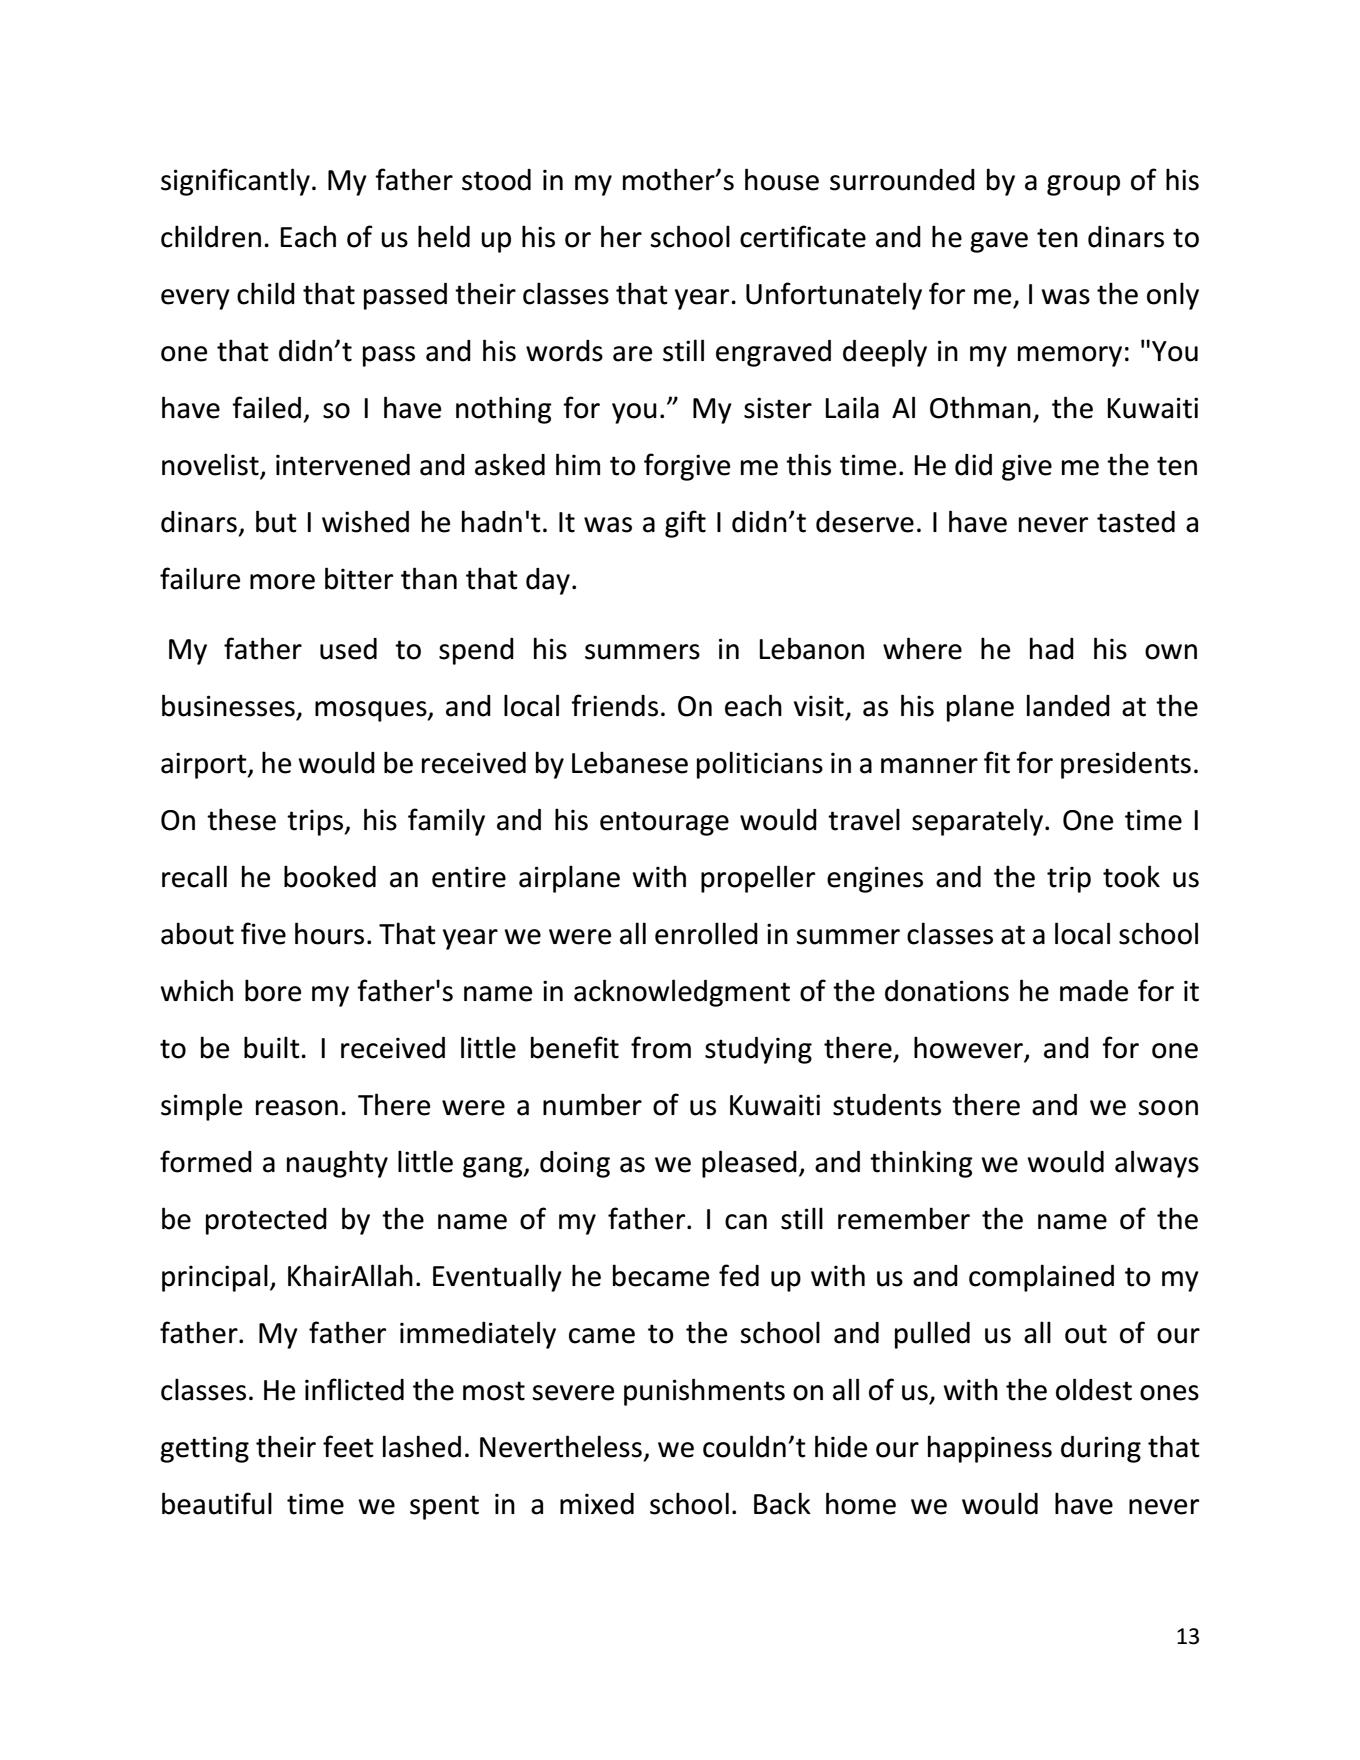 significantly. My father stood in my mother’s house surrounded by a group of his
children. Each of us held up his or her school certificate and he gave ten dinars to
every child that passed their classes that year. Unfortunately for me, I was the only
one that didn’t pass and his words are still engraved deeply in my memory: "You
have failed, so I have nothing for you.” My sister Laila Al Othman, the Kuwaiti
novelist, intervened and asked him to forgive me this time. He did give me the ten
dinars, but I wished he hadn't. It was a gift I didn’t deserve. I have never tasted a
failure more bitter than that day.
My father used to spend his summers in Lebanon where he had his own
businesses, mosques, and local friends. On each visit, as his plane landed at the
airport, he would be received by Lebanese politicians in a manner fit for presidents.
On these trips, his family and his entourage would travel separately. One time I
recall he booked an entire airplane with propeller engines and the trip took us
about five hours. That year we were all enrolled in summer classes at a local school
which bore my father's name in acknowledgment of the donations he made for it
to be built. I received little benefit from studying there, however, and for one
simple reason. There were a number of us Kuwaiti students there and we soon
formed a naughty little gang, doing as we pleased, and thinking we would always
be protected by the name of my father. I can still remember the name of the
principal, KhairAllah. Eventually he became fed up with us and complained to my
father. My father immediately came to the school and pulled us all out of our
classes. He inflicted the most severe punishments on all of us, with the oldest ones
getting their feet lashed. Nevertheless, we couldn’t hide our happiness during that
beautiful time we spent in a mixed school. Back home we would have never
13